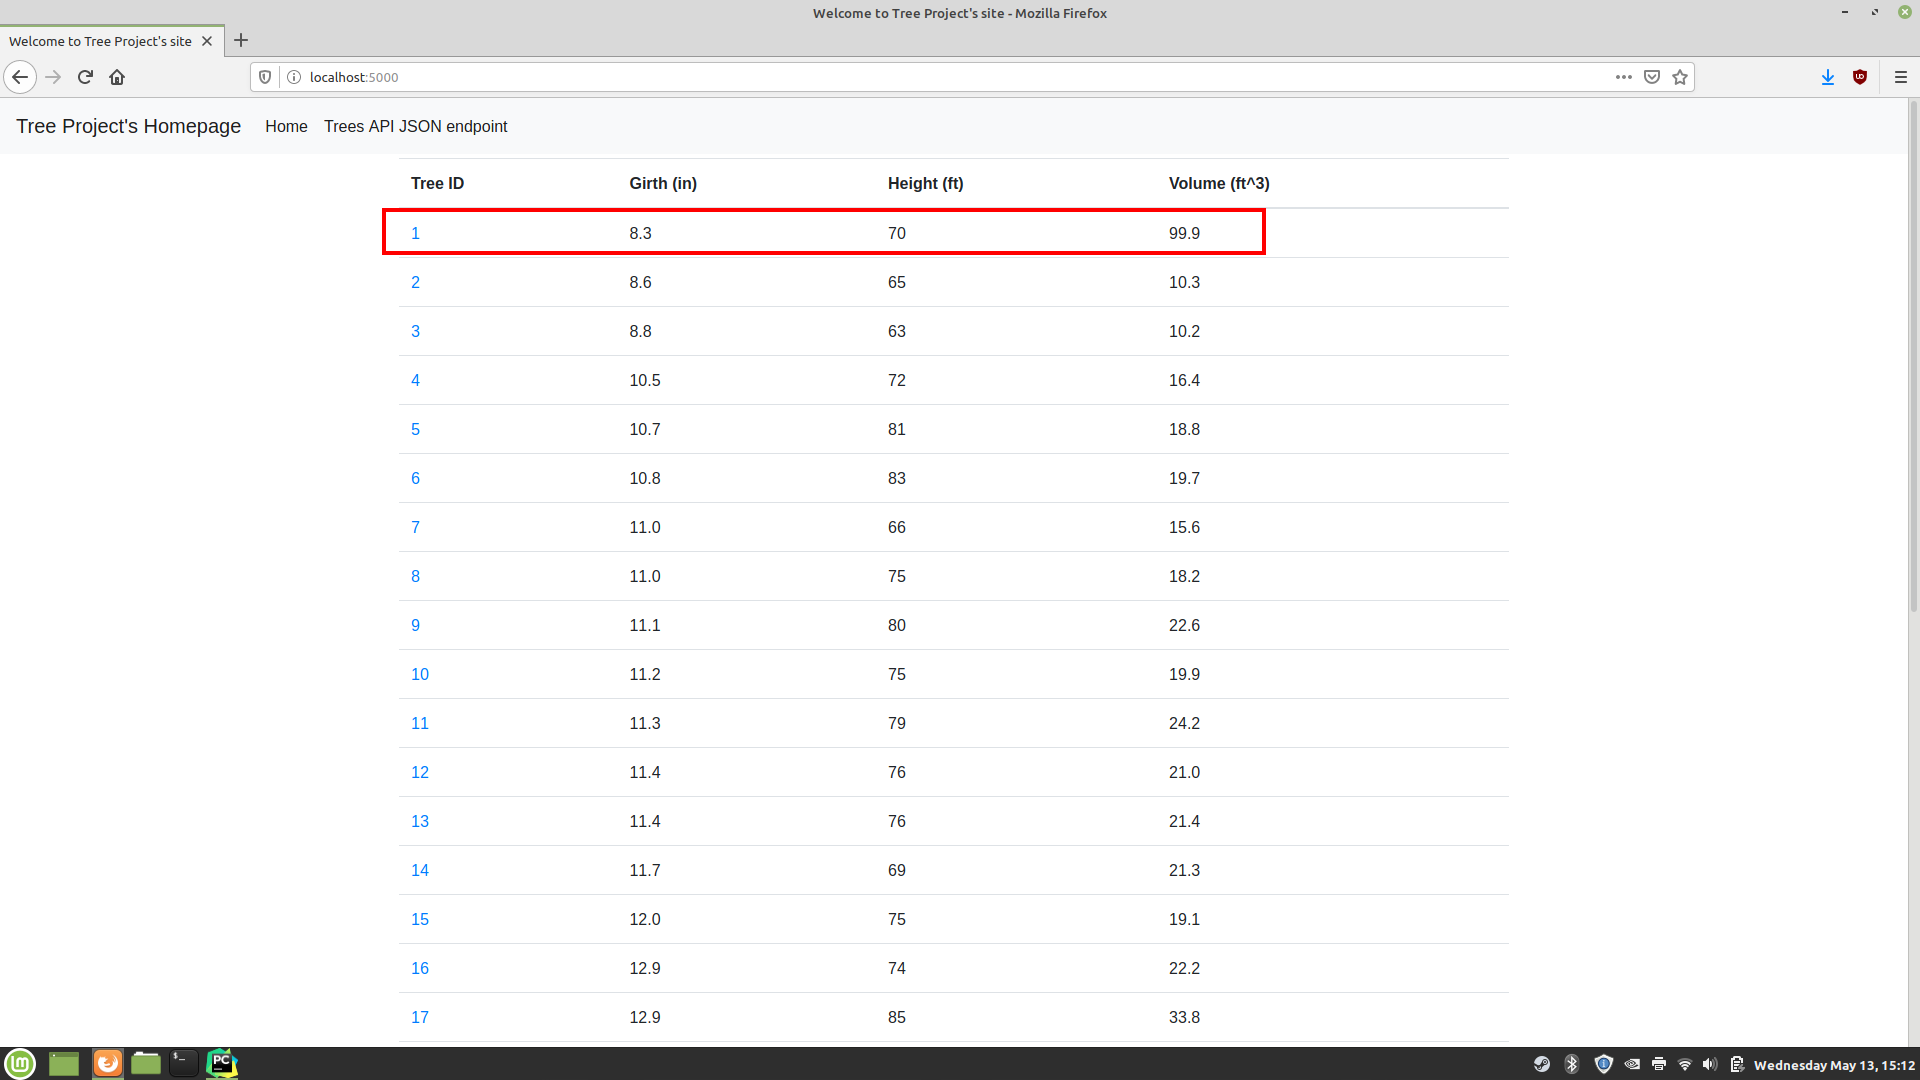 Welcome to Tree Project's site - Mozilla Firefox
Welcome to Tree Project's site
localhost:5000
Tree Project's Homepage Home Trees API JSON endpoint
Tree ID Girth (in) Height (ft) Volume (ft^3)
1 8.3 70 99.9
2 8.6 65 10.3
3 8.8 63 10.2
4 10.5 72 16.4
5 10.7 81 18.8
6 10.8 83 19.7
7 11.0 66 15.6
8 11.0 75 18.2
9 11.1 80 22.6
10 11.2 75 19.9
11 11.3 79 24.2
12 11.4 76 21.0
13 11.4 76 21.4
14 11.7 69 21.3
15 12.0 75 19.1
16 12.9 74 22.2
17 12.9 85 33.8
PC
Wednesday May 13, 15:12